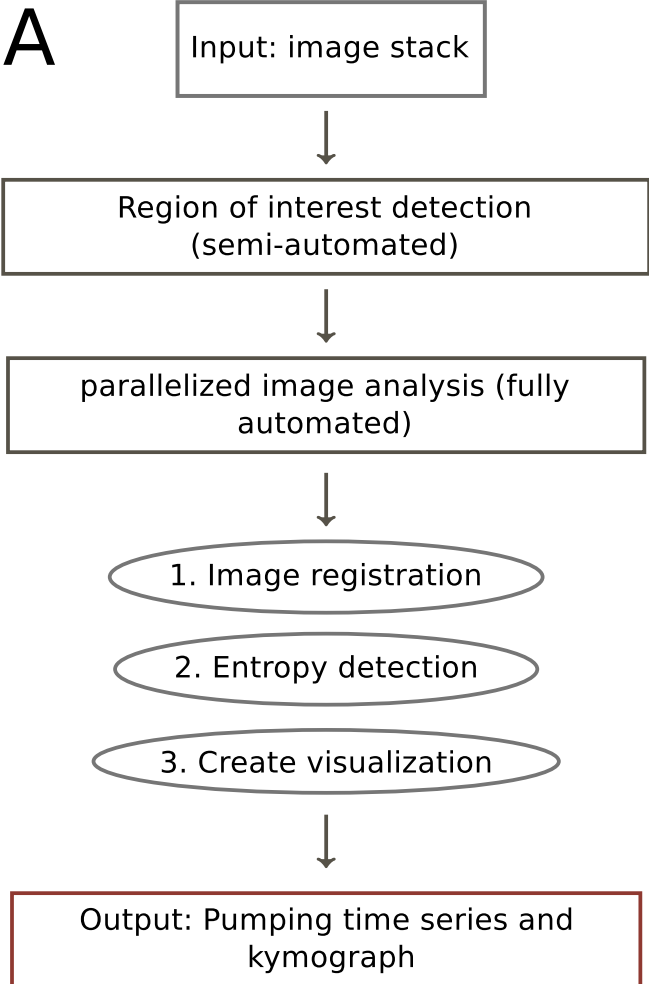 A
Input: image stack
Region of interest detection
(semi-automated)
parallelized image analysis (fully
automated)
1. Image registration
2. Entropy detection
3. Create visualization
Output: Pumping time series and
kymograph